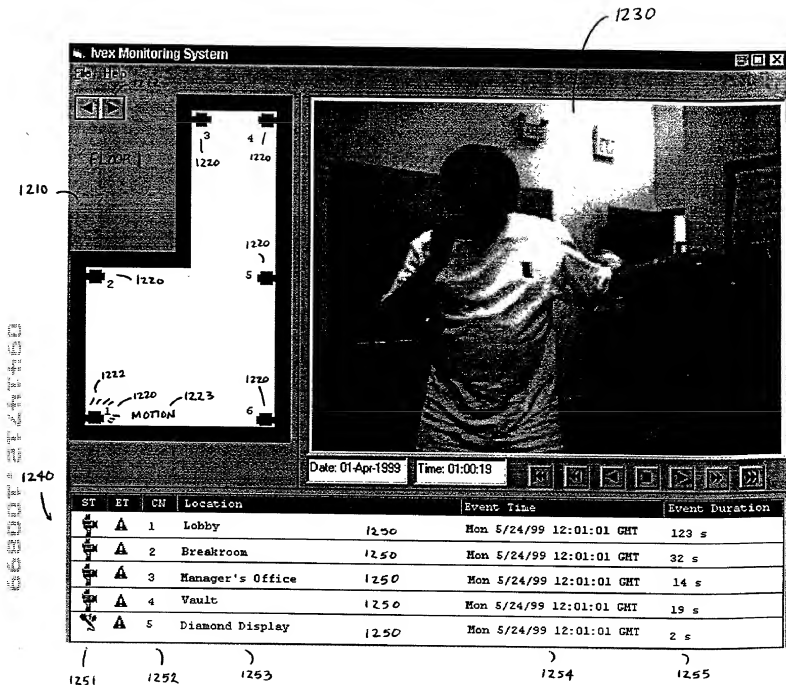 1230
Ivex Monitoring System
File Help
3 4
1220 1220
FLOOR 1
1210
1220
2 1220 5
1222
1220 1220
1 MOTION 1223 6
Date: 01-Apr-1999 Time: 01:00:19
1240
ST ET CN Location Event Time Event Duration
1 Lobby 1250 Mon 5/24/99 12:01:01 GMT 123 s
2 Breakroom 1250 Mon 5/24/99 12:01:01 GMT 32 s
3 Manager's Office 1250 Mon 5/24/99 12:01:01 GMT 14 s
4 Vault 1250 Mon 5/24/99 12:01:01 GMT 19 s
5 Diamond Display 1250 Mon 5/24/99 12:01:01 GMT 2 s
1251 1252 1253 1254 1255